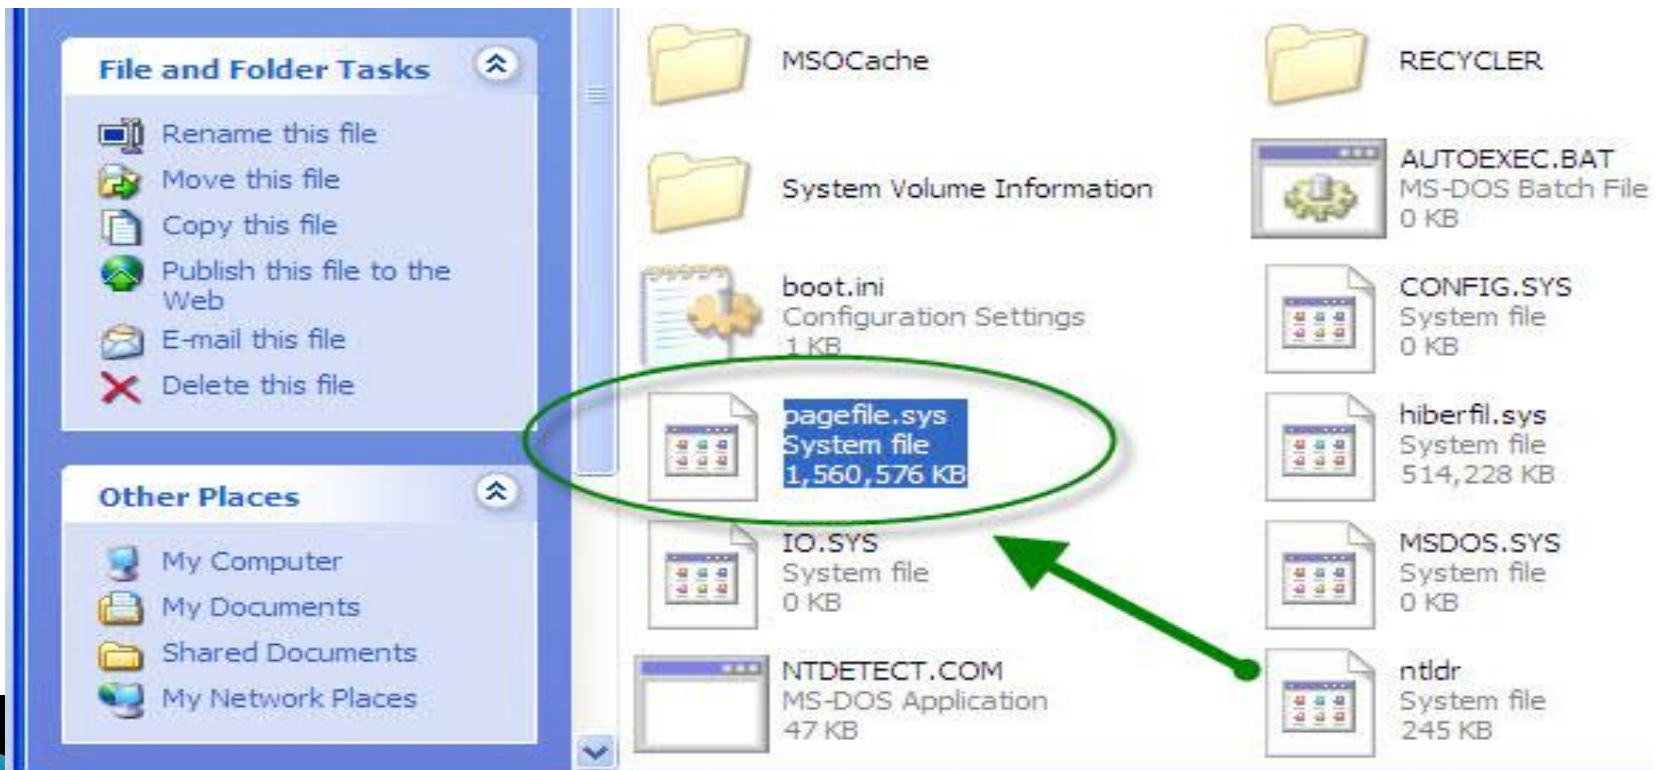 File and Folder Tasks
Rename this file
Move this file
Copy this file
Publish this file to the
Web
E-mail this file
Delete this file
Other Places
My Computer
My Documents
Shared Documents
My Network Places
MSOCache
RECYCLER
System Volume Information
AUTOEXEC.BAT
MS-DOS Batch File
0 KB
boot.ini
Configuration Settings
1 KB
CONFIG.SYS
System file
0 KB
pagefile.sys
System file
1,560,576 KB
hiberfil.sys
System file
514,228 KB
IO.SYS
System file
0 KB
MSDOS.SYS
System file
0 KB
NTDETECT.COM
MS-DOS Application
47 KB
ntldr
System file
245 KB